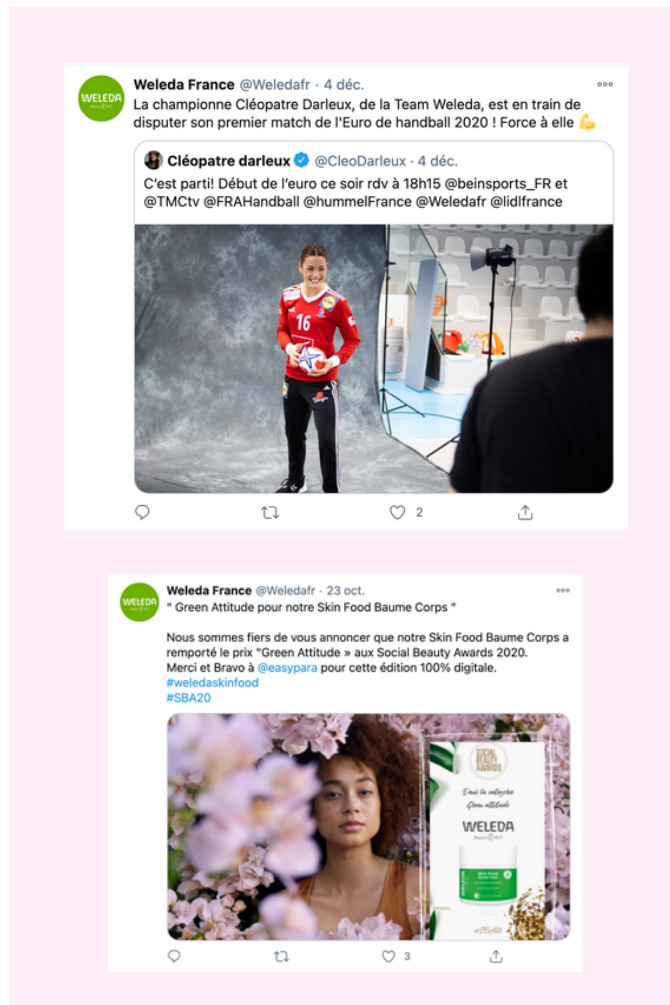 WELEDA
Weleda France @Weledafr · 4 déc.
La championne Cléopatre Darleux, de la Team Weleda, est en train de
disputer son premier match de l'Euro de handball 2020 ! Force à elle 💪
Cléopatre darleux @CleoDarleux · 4 déc.
C'est parti! Début de l'euro ce soir rdv à 18h15 @beinsports_FR et
@TMCtv @FRAHandball @hummelFrance @Weledafr @lidlfrance
16
2
WELEDA
Weleda France @Weledafr · 23 oct.
" Green Attitude pour notre Skin Food Baume Corps "
Nous sommes fiers de vous annoncer que notre Skin Food Baume Corps a
remporté le prix "Green Attitude » aux Social Beauty Awards 2020.
Merci et Bravo à @easypara pour cette édition 100% digitale.
#weledaskinfood
#SBA20
SOCIAL
BEAUTY
AWARDS
Dans la catégorie
Green attitude
WELEDA
3